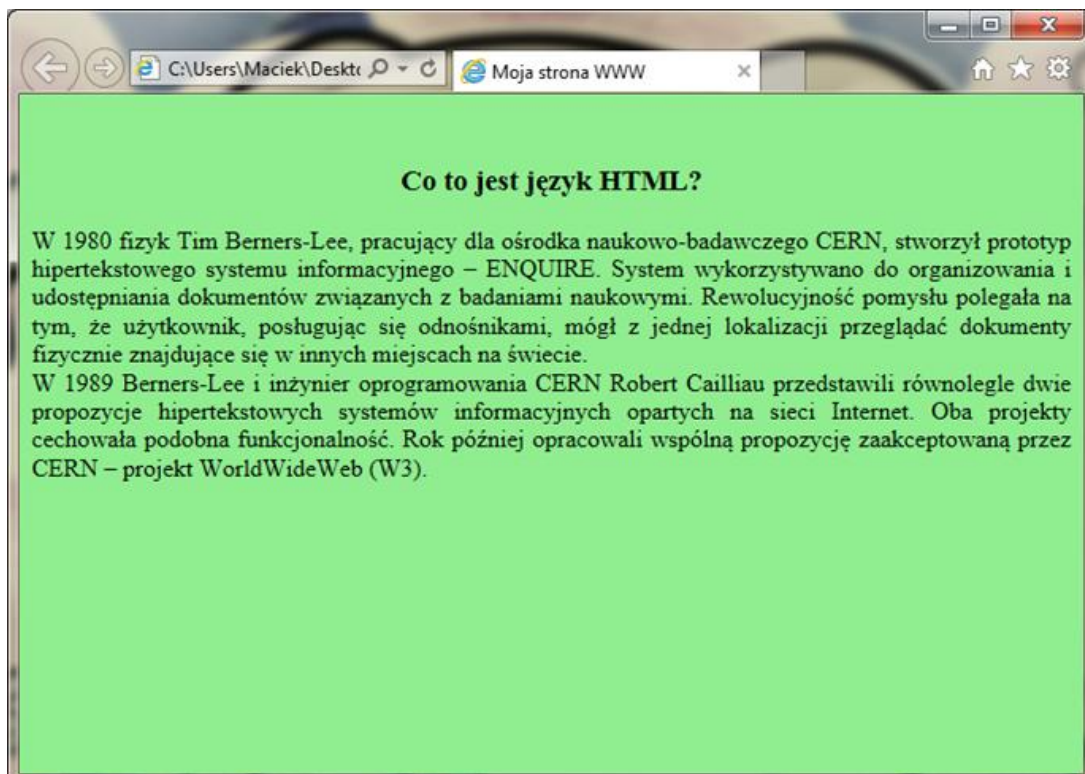 C:\Users\Maciek\Deskt
Moja strona WWW
Co to jest język HTML?
W 1980 fizyk Tim Berners-Lee, pracujący dla ośrodka naukowo-badawczego CERN, stworzył prototyp
hipertekstowego systemu informacyjnego – ENQUIRE. System wykorzystywano do organizowania i
udostępniania dokumentów związanych z badaniami naukowymi. Rewolucyjność pomysłu polegała na
tym, że użytkownik, posługując się odnośnikami, mógł z jednej lokalizacji przeglądać dokumenty
fizycznie znajdujące się w innych miejscach na świecie.
W 1989 Berners-Lee i inżynier oprogramowania CERN Robert Cailliau przedstawili równolegle dwie
propozycje hipertekstowych systemów informacyjnych opartych na sieci Internet. Oba projekty
cechowała podobna funkcjonalność. Rok później opracowali wspólną propozycję zaakceptowaną przez
CERN – projekt WorldWideWeb (W3).